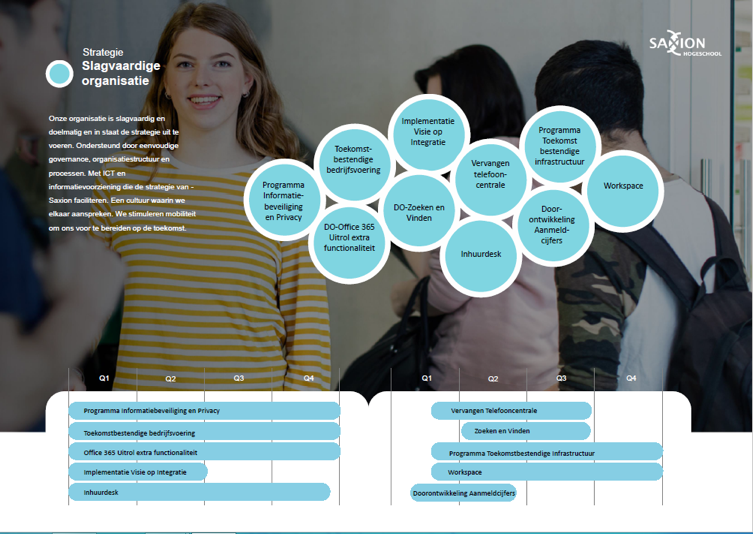 Strategie
Slagvaardige
organisatie
SAXION
HOGESCHOOL
Onze organisatie is slagvaardig en
doelmatig en in staat de strategie uit te
voeren. Ondersteund door eenvoudige
governance, organisatiestructuur en
processen. Met ICT en
informatievoorziening die de strategie van -
Saxion faciliteren. Een cultuur waarin we
elkaar aanspreken. We stimuleren mobiliteit
om ons voor te bereiden op de toekomst.
Programma
Informatie-
beveiliging
en Privacy
Toekomst-
bestendige
bedrijfsvoering
DO-Office 365
Uitrol extra
functionaliteit
Implementatie
Visie op
Integratie
DO-Zoeken en
Vinden
Vervangen
telefoon-
centrale
Inhuurdesk
Programma
Toekomst
bestendige
infrastructuur
Door-
ontwikkeling
Aanmeld-
cijfers
Workspace
Q1 Q2 Q3 Q4
Programma Informatiebeveiliging en Privacy
Toekomstbestendige bedrijfsvoering
Office 365 Uitrol extra functionaliteit
Implementatie Visie op Integratie
Inhuurdesk
Q1 Q2 Q3 Q4
Vervangen Telefooncentrale
Zoeken en Vinden
Programma Toekomstbestendige Infrastructuur
Workspace
Doorontwikkeling Aanmeldcijfers